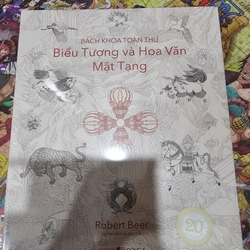 BÁCH KHOA TOÀN THƯ
Biểu Tượng và Hoa Văn
Mật Tạng
Robert Beer
20